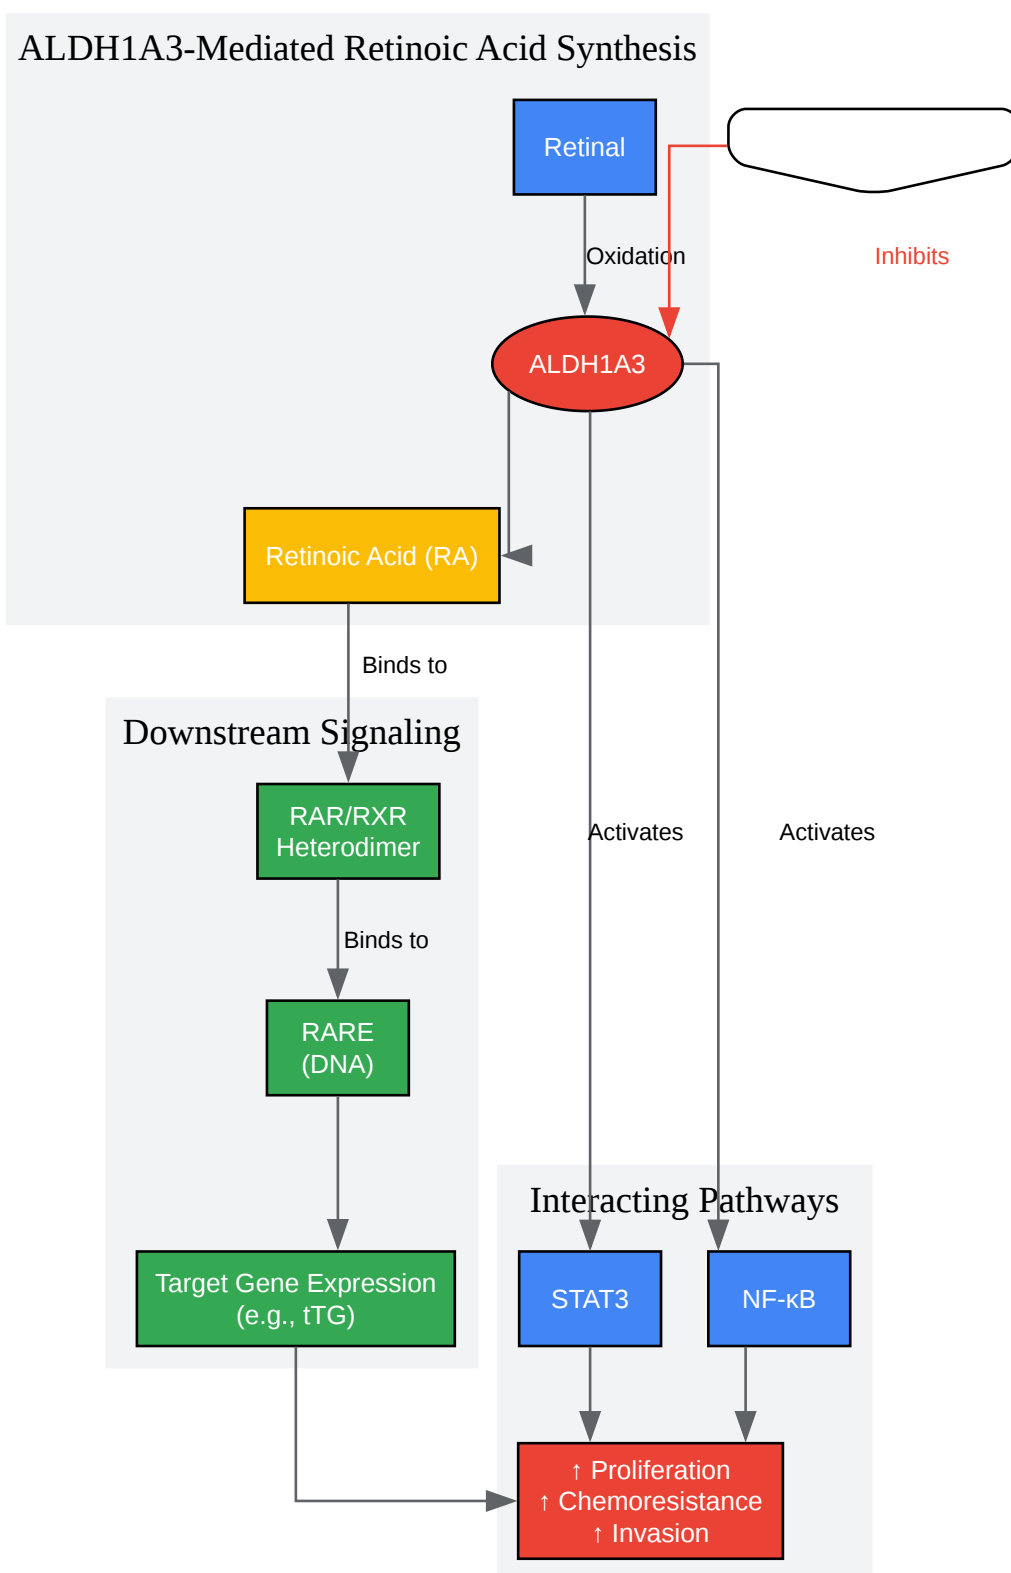 ALDH1A3-Mediated Retinoic Acid Synthesis
Retinal
Oxidation
Inhibits
ALDH1A3
Retinoic Acid (RA)
Binds to
Downstream Signaling
RAR/RXR
Heterodimer
Activates
Activates
Binds to
RARE
(DNA)
Interacting Pathways
Target Gene Expression
(e.g., tTG)
STAT3
NF-κB
↑ Proliferation
↑ Chemoresistance
↑ Invasion